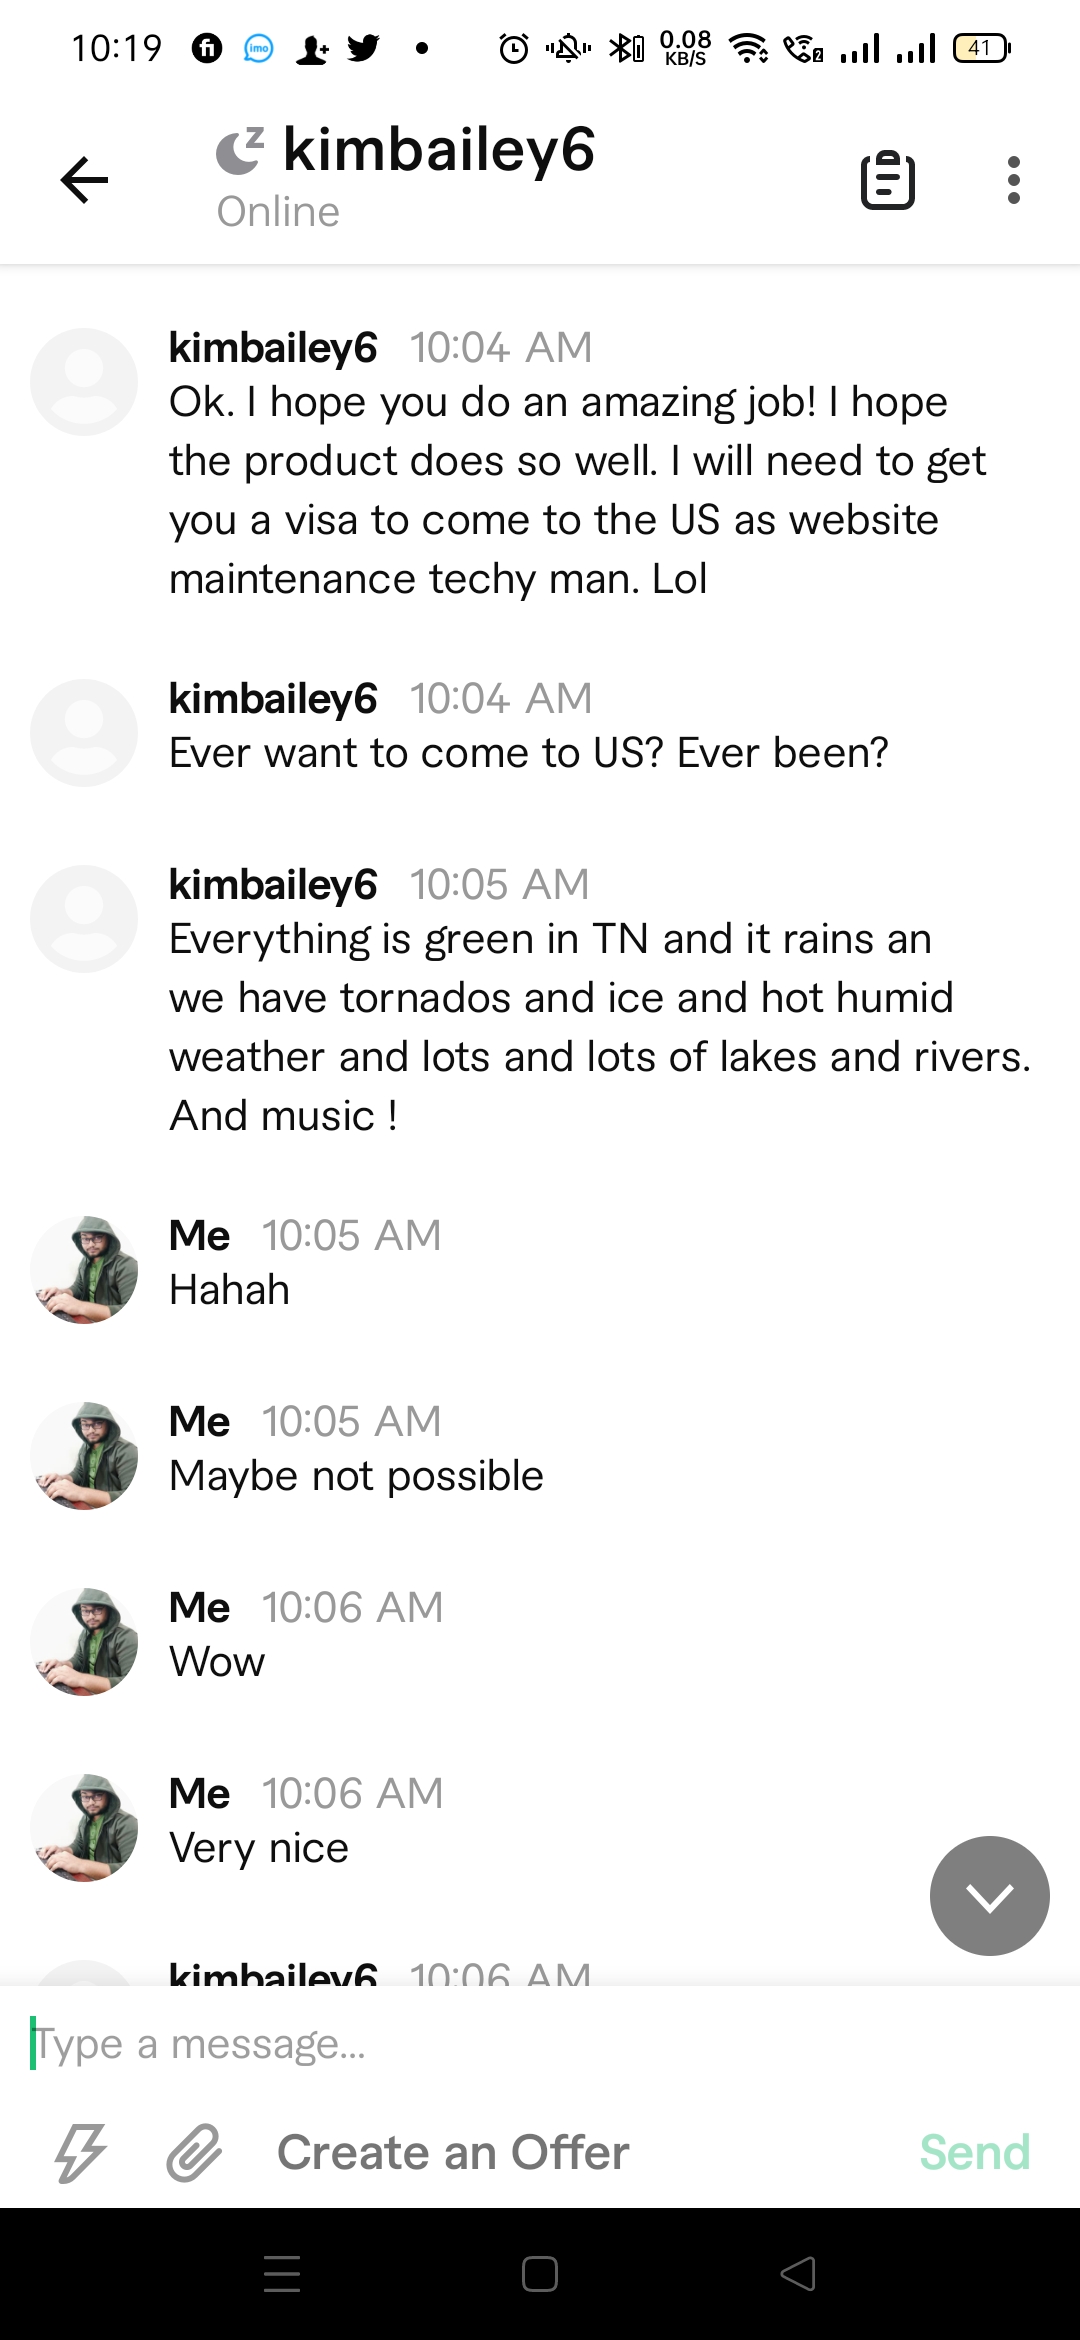 10:19 fi imo 0.08 KB/S 2 41
z kimbailey6
Online
kimbailey6 10:04 AM
Ok. I hope you do an amazing job! I hope
the product does so well. I will need to get
you a visa to come to the US as website
maintenance techy man. Lol
kimbailey6 10:04 AM
Ever want to come to US? Ever been?
kimbailey6 10:05 AM
Everything is green in TN and it rains an
we have tornados and ice and hot humid
weather and lots and lots of lakes and rivers.
And music !
Me 10:05 AM
Hahah
Me 10:05 AM
Maybe not possible
Me 10:06 AM
Wow
Me 10:06 AM
Very nice
kimbailey6 10:06 AM
Type a message...
Create an Offer Send